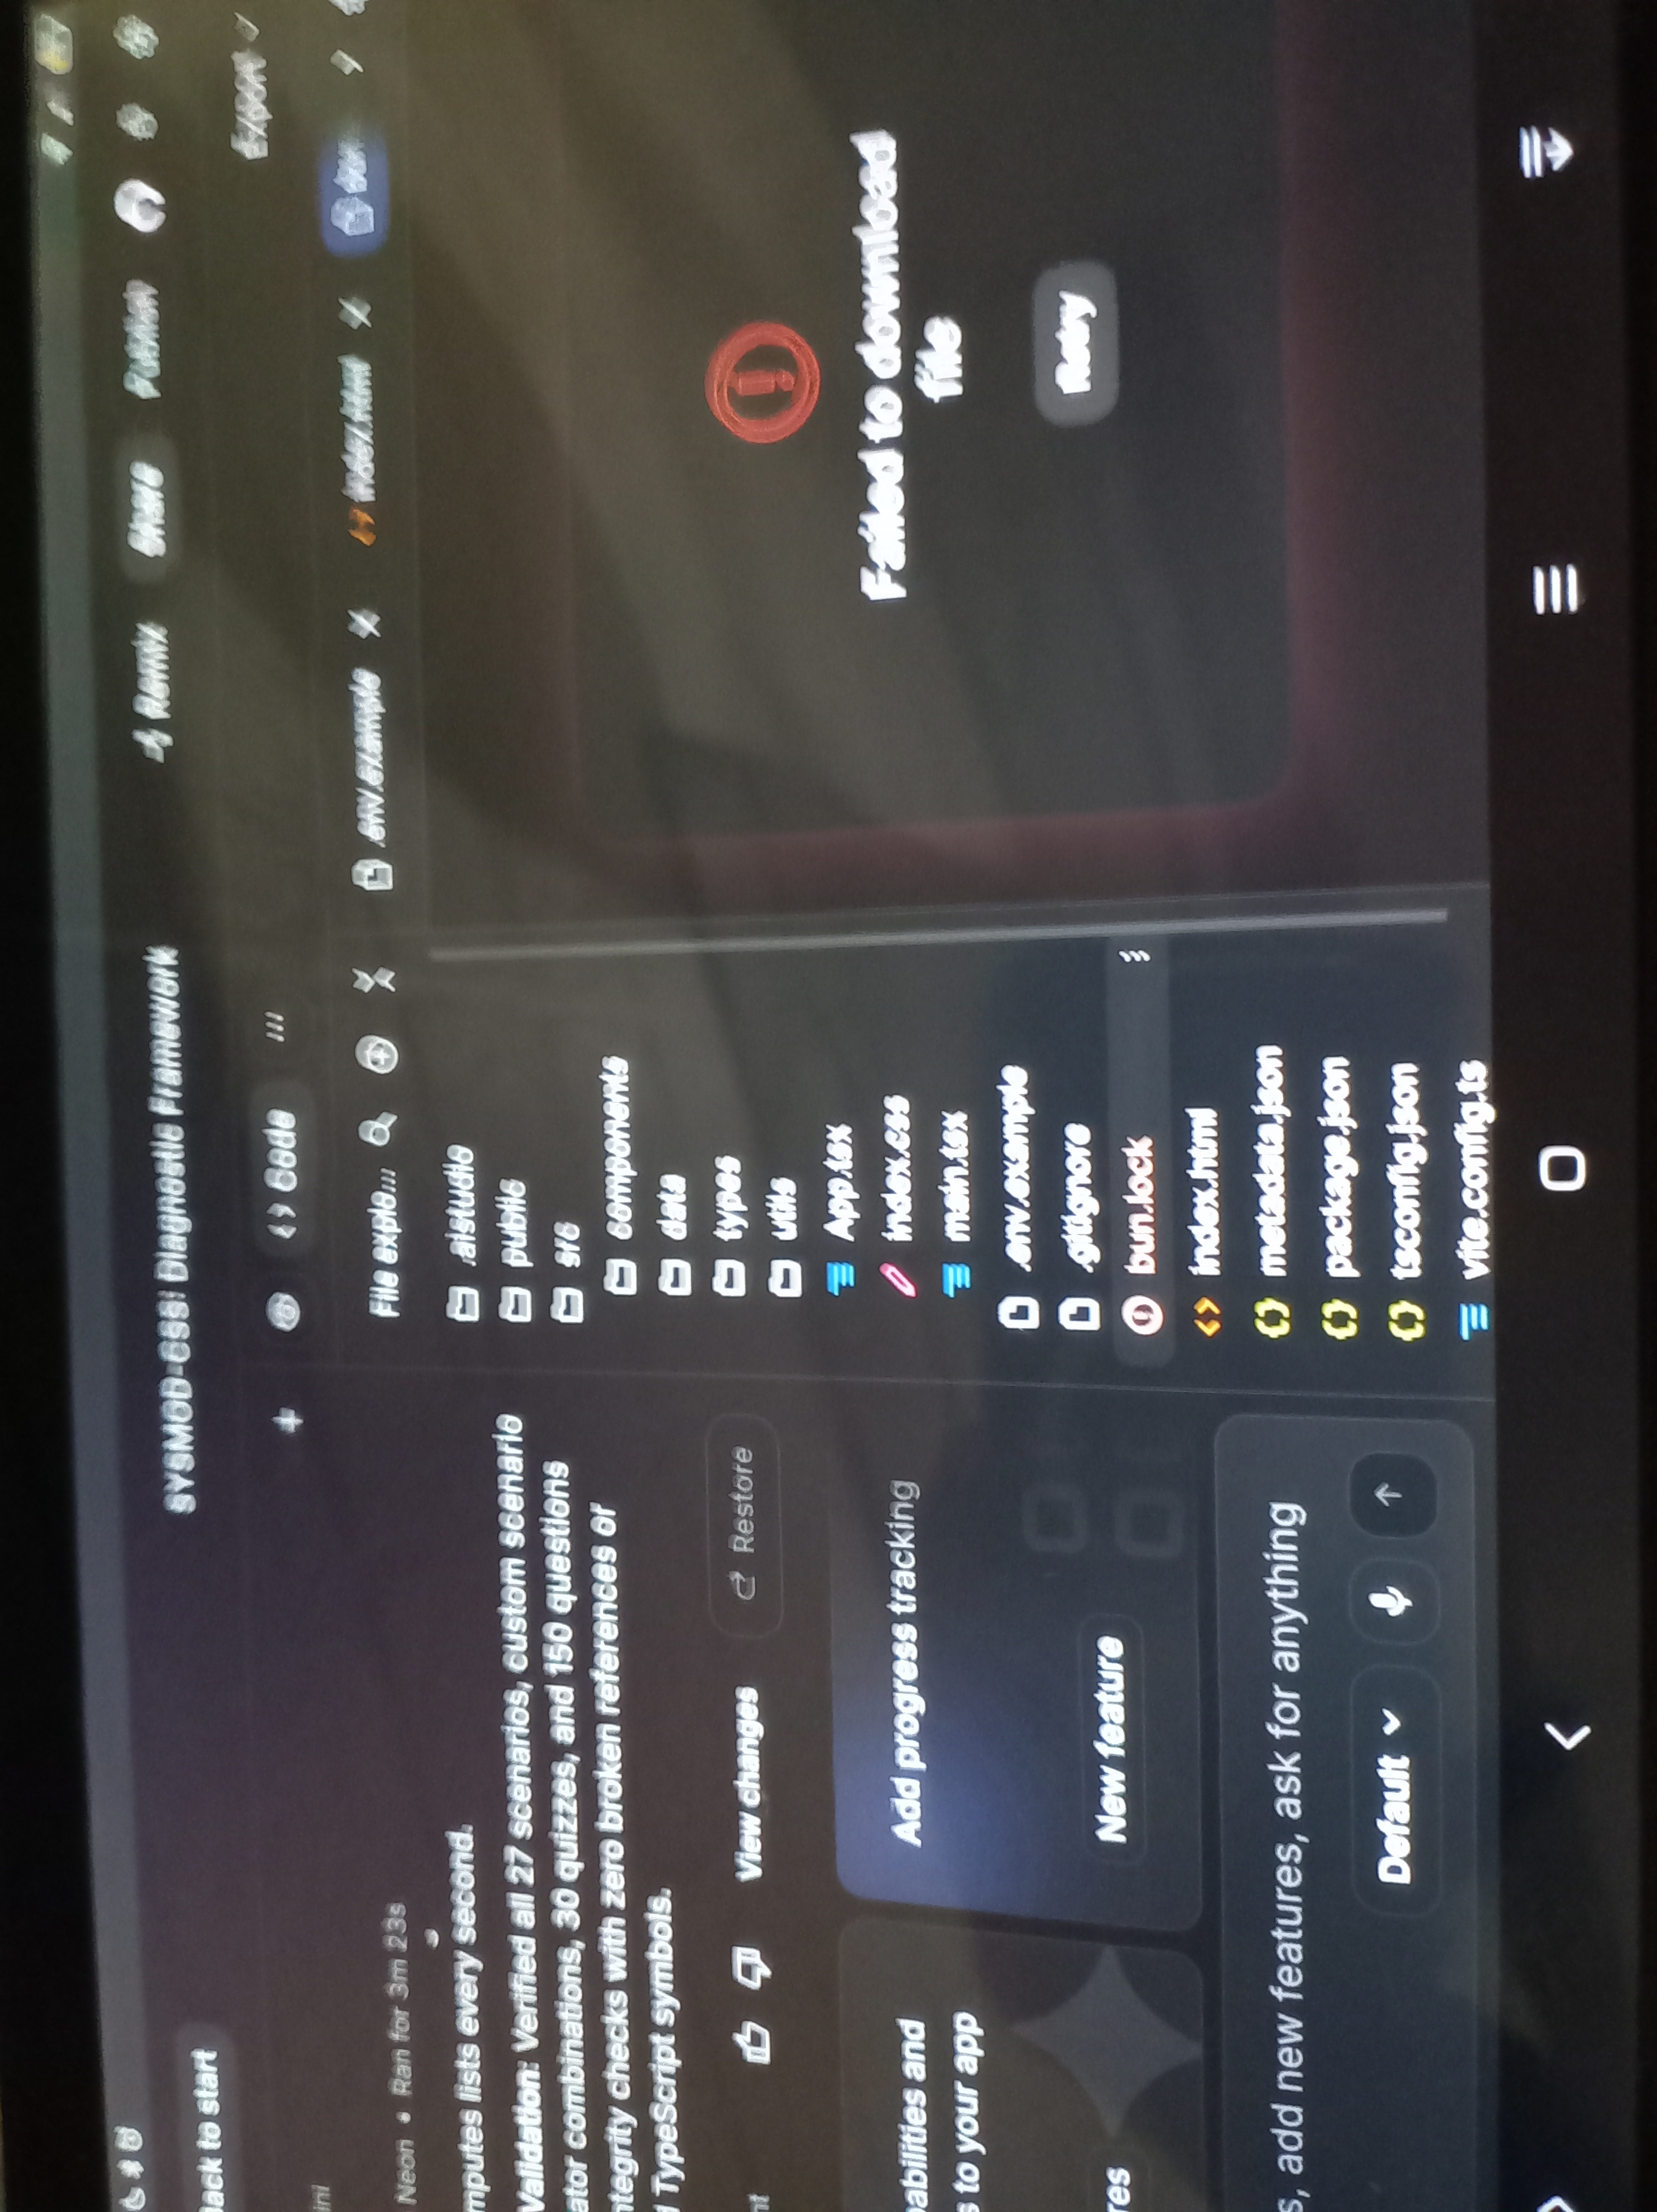 Back to start
SYSMOD-CSS: Diagnostic Framework
Remix
Share
Publish
Code
Export
Neon • Ran for 3m 23s
mputes lists every second.
Validation: Verified all 27 scenarios, custom scenario
ator combinations, 30 quizzes, and 150 questions
ntegrity checks with zero broken references or
TypeScript symbols.
View changes
Restore
abilities and
s to your app
Add progress tracking
New feature
s, add new features, ask for anything
Default
File explo...
.aistudio
public
src
components
data
types
utils
App.tsx
index.css
main.tsx
.env.example
.gitignore
bun.lock
index.html
metadata.json
package.json
tsconfig.json
vite.config.ts
.env.example
index.html
Failed to download
file
Retry